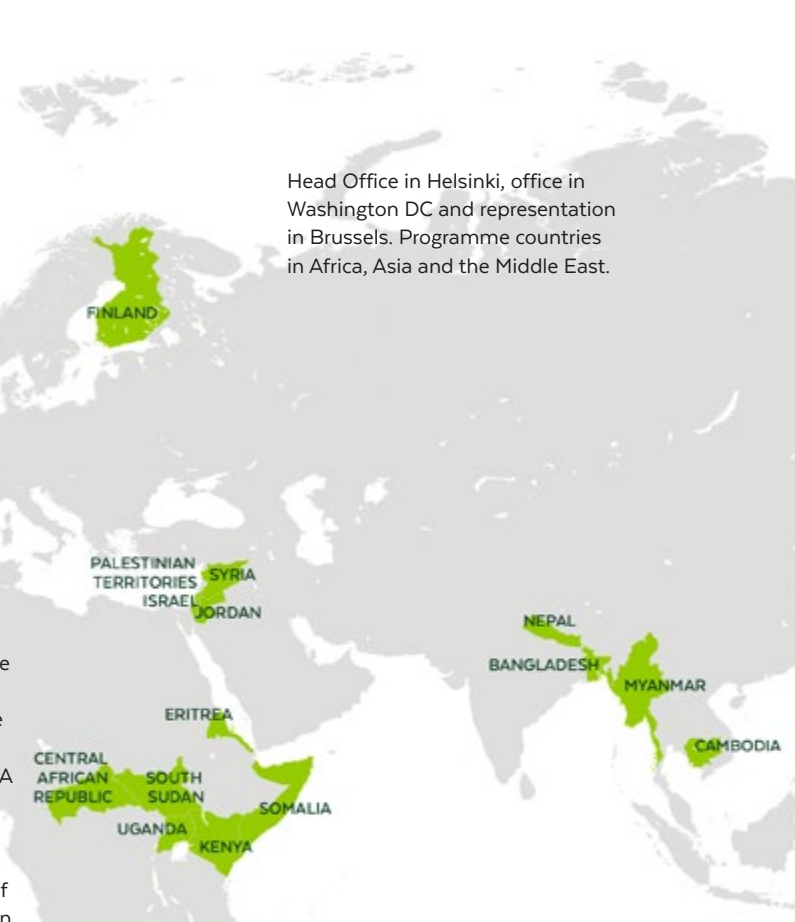 Head Office in Helsinki, office in
Washington DC and representation
in Brussels. Programme countries
in Africa, Asia and the Middle East.
FINLAND
PALESTINIAN
TERRITORIES
SYRIA
ISRAEL
JORDAN
NEPAL
BANGLADESH
MYANMAR
CAMBODIA
ERITREA
CENTRAL
AFRICAN
REPUBLIC
SOUTH
SUDAN
SOMALIA
UGANDA
KENYA